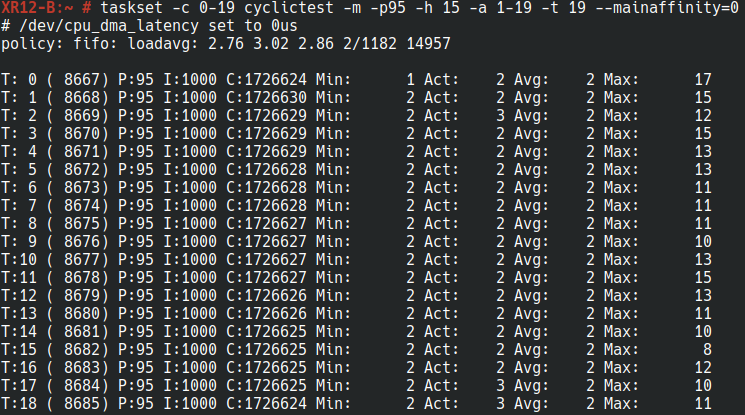 XR12-B:~ # taskset -c 0-19 cyclictest -m -p95 -h 15 -a 1-19 -t 19 --mainaffinity=0
# /dev/cpu_dma_latency set to 0us
policy: fifo: loadavg: 2.76 3.02 2.86 2/1182 14957
T: 0 ( 8667) P:95 I:1000 C:1726624 Min: 1 Act: 2 Avg: 2 Max: 17
T: 1 ( 8668) P:95 I:1000 C:1726630 Min: 2 Act: 2 Avg: 2 Max: 15
T: 2 ( 8669) P:95 I:1000 C:1726629 Min: 2 Act: 3 Avg: 2 Max: 12
T: 3 ( 8670) P:95 I:1000 C:1726629 Min: 2 Act: 2 Avg: 2 Max: 15
T: 4 ( 8671) P:95 I:1000 C:1726629 Min: 2 Act: 2 Avg: 2 Max: 13
T: 5 ( 8672) P:95 I:1000 C:1726628 Min: 2 Act: 2 Avg: 2 Max: 13
T: 6 ( 8673) P:95 I:1000 C:1726628 Min: 2 Act: 2 Avg: 2 Max: 11
T: 7 ( 8674) P:95 I:1000 C:1726628 Min: 2 Act: 2 Avg: 2 Max: 11
T: 8 ( 8675) P:95 I:1000 C:1726627 Min: 2 Act: 2 Avg: 2 Max: 11
T: 9 ( 8676) P:95 I:1000 C:1726627 Min: 2 Act: 2 Avg: 2 Max: 10
T:10 ( 8677) P:95 I:1000 C:1726627 Min: 2 Act: 2 Avg: 2 Max: 13
T:11 ( 8678) P:95 I:1000 C:1726627 Min: 2 Act: 2 Avg: 2 Max: 15
T:12 ( 8679) P:95 I:1000 C:1726626 Min: 2 Act: 2 Avg: 2 Max: 13
T:13 ( 8680) P:95 I:1000 C:1726626 Min: 2 Act: 2 Avg: 2 Max: 11
T:14 ( 8681) P:95 I:1000 C:1726625 Min: 2 Act: 2 Avg: 2 Max: 10
T:15 ( 8682) P:95 I:1000 C:1726625 Min: 2 Act: 2 Avg: 2 Max: 8
T:16 ( 8683) P:95 I:1000 C:1726625 Min: 2 Act: 2 Avg: 2 Max: 12
T:17 ( 8684) P:95 I:1000 C:1726625 Min: 2 Act: 3 Avg: 2 Max: 10
T:18 ( 8685) P:95 I:1000 C:1726624 Min: 2 Act: 3 Avg: 2 Max: 11